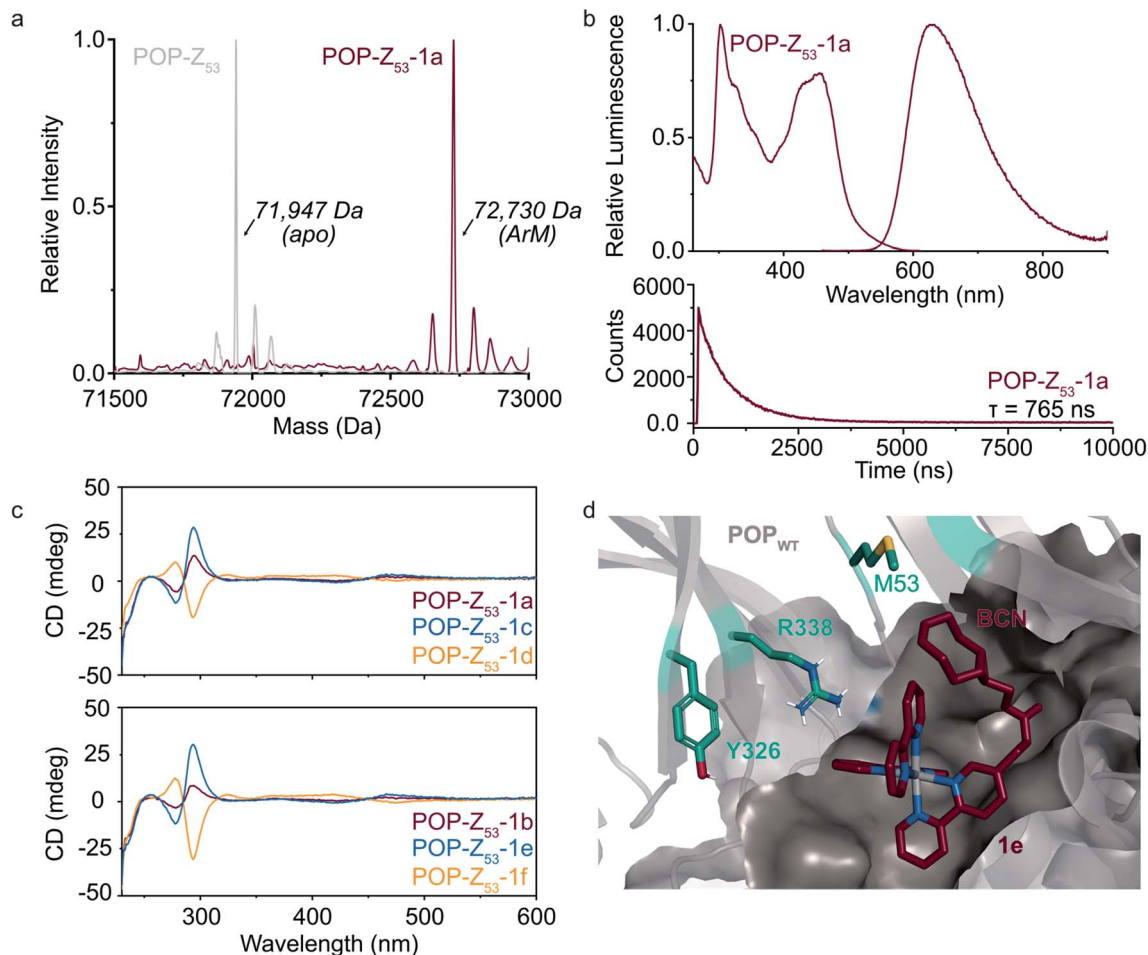 a
1.0
0.5
0.0
Relative Intensity
POP-Z53
POP-Z53-1a
71,947 Da
(apo)
72,730 Da
(ArM)
71500
72000
72500
73000
Mass (Da)
b
1.0
0.5
0.0
Relative Luminescence
POP-Z53-1a
400
600
800
Wavelength (nm)
6000
4000
2000
0.0
Counts
POP-Z53-1a
τ = 765 ns
0
2500
5000
7500
10000
Time (ns)
c
50
25
0
-25
50
CD (mdeg)
POP-Z53-1a
POP-Z53-1c
POP-Z53-1d
50
25
0
-25
-50
CD (mdeg)
POP-Z53-1b
POP-Z53-1e
POP-Z53-1f
300
400
500
600
Wavelength (nm)
d
POPWT
M53
BCN
R338
Y326
1e